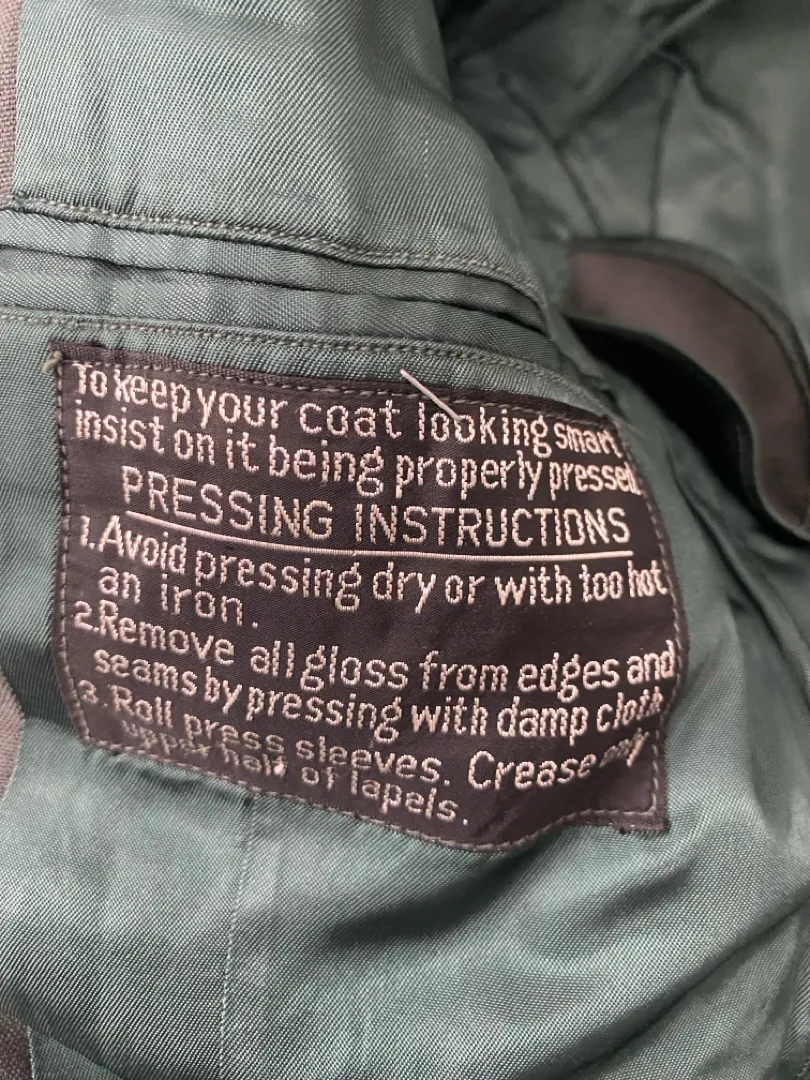 To keep your coat looking smart
insist on it being properly pressed.
PRESSING INSTRUCTIONS
1. Avoid pressing dry or with too hot
an iron.
2. Remove all gloss from edges and
seams by pressing with damp cloth.
3. Roll press sleeves. Crease only
upper half of lapels.